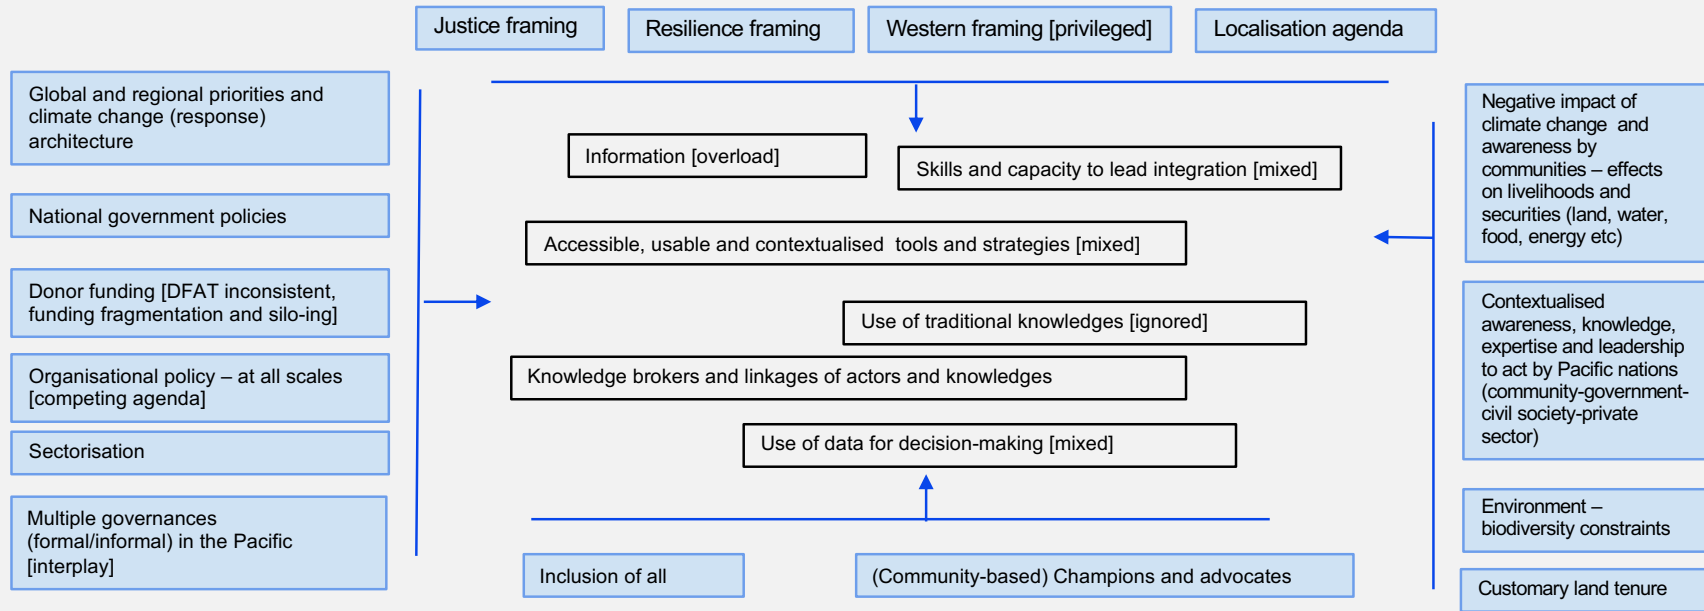 Justice framing
Resilience framing
Western framing [privileged]
Localisation agenda
Global and regional priorities and
climate change (response)
architecture
National government policies
Donor funding [DFAT inconsistent,
funding fragmentation and silo-ing]
Organisational policy – at all scales
[competing agenda]
Sectorisation
Multiple governances
(formal/informal) in the Pacific
[interplay]
Information [overload]
Skills and capacity to lead integration [mixed]
Accessible, usable and contextualised tools and strategies [mixed]
Use of traditional knowledges [ignored]
Knowledge brokers and linkages of actors and knowledges
Use of data for decision-making [mixed]
Inclusion of all
(Community-based) Champions and advocates
Negative impact of
climate change and
awareness by
communities – effects
on livelihoods and
securities (land, water,
food, energy etc)
Contextualised
awareness, knowledge,
expertise and leadership
to act by Pacific nations
(community-government-
civil society-private
sector)
Environment –
biodiversity constraints
Customary land tenure